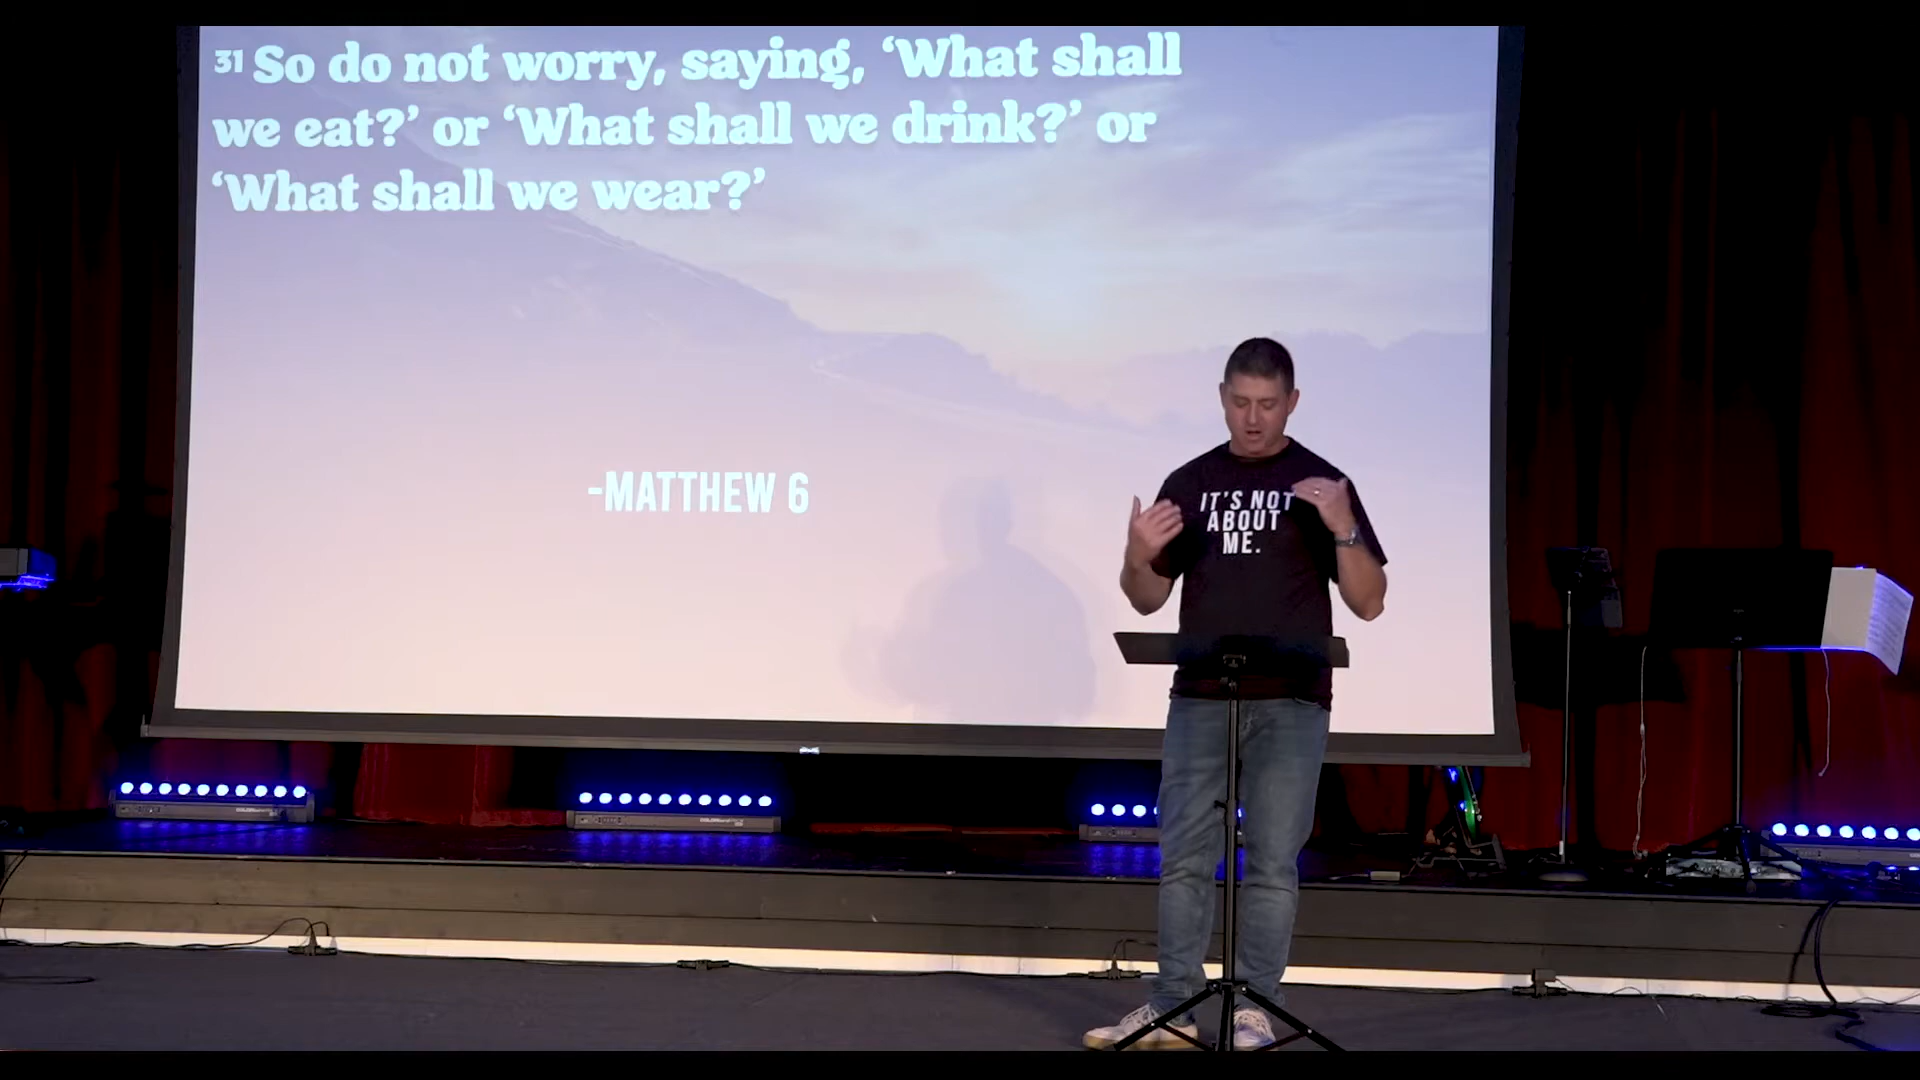 31 So do not worry, saying, ‘What shall
we eat?’ or ‘What shall we drink?’ or
‘What shall we wear?’
-MATTHEW 6
IT'S NOT
ABOUT
ME.